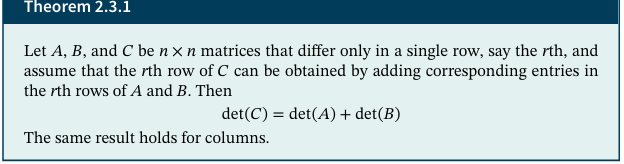 Theorem 2.3.1
Let A, B, and C be n × n matrices that differ only in a single row, say the rth, and
assume that the rth row of C can be obtained by adding corresponding entries in
the rth rows of A and B. Then
det(C) = det(A) + det(B)
The same result holds for columns.